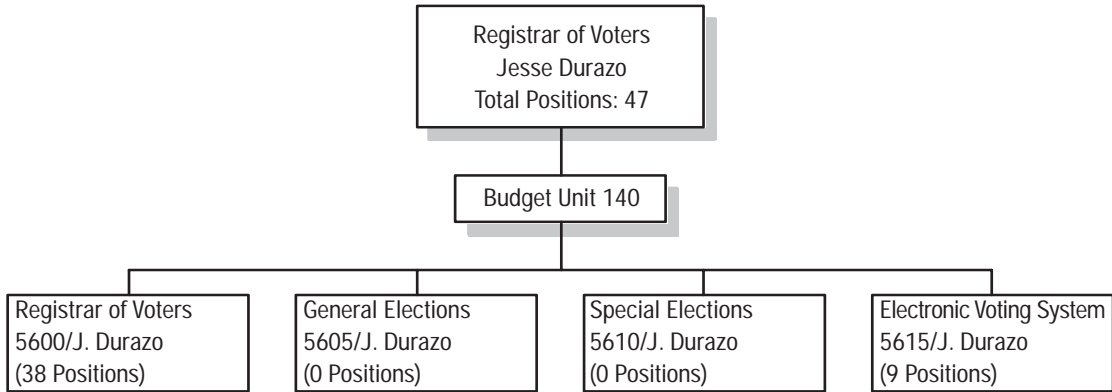 Registrar of Voters
Jesse Durazo
Total Positions: 47
Budget Unit 140
Registrar of Voters
5600/J. Durazo
(38 Positions)
General Elections
5605/J. Durazo
(0 Positions)
Special Elections
5610/J. Durazo
(0 Positions)
Electronic Voting System
5615/J. Durazo
(9 Positions)